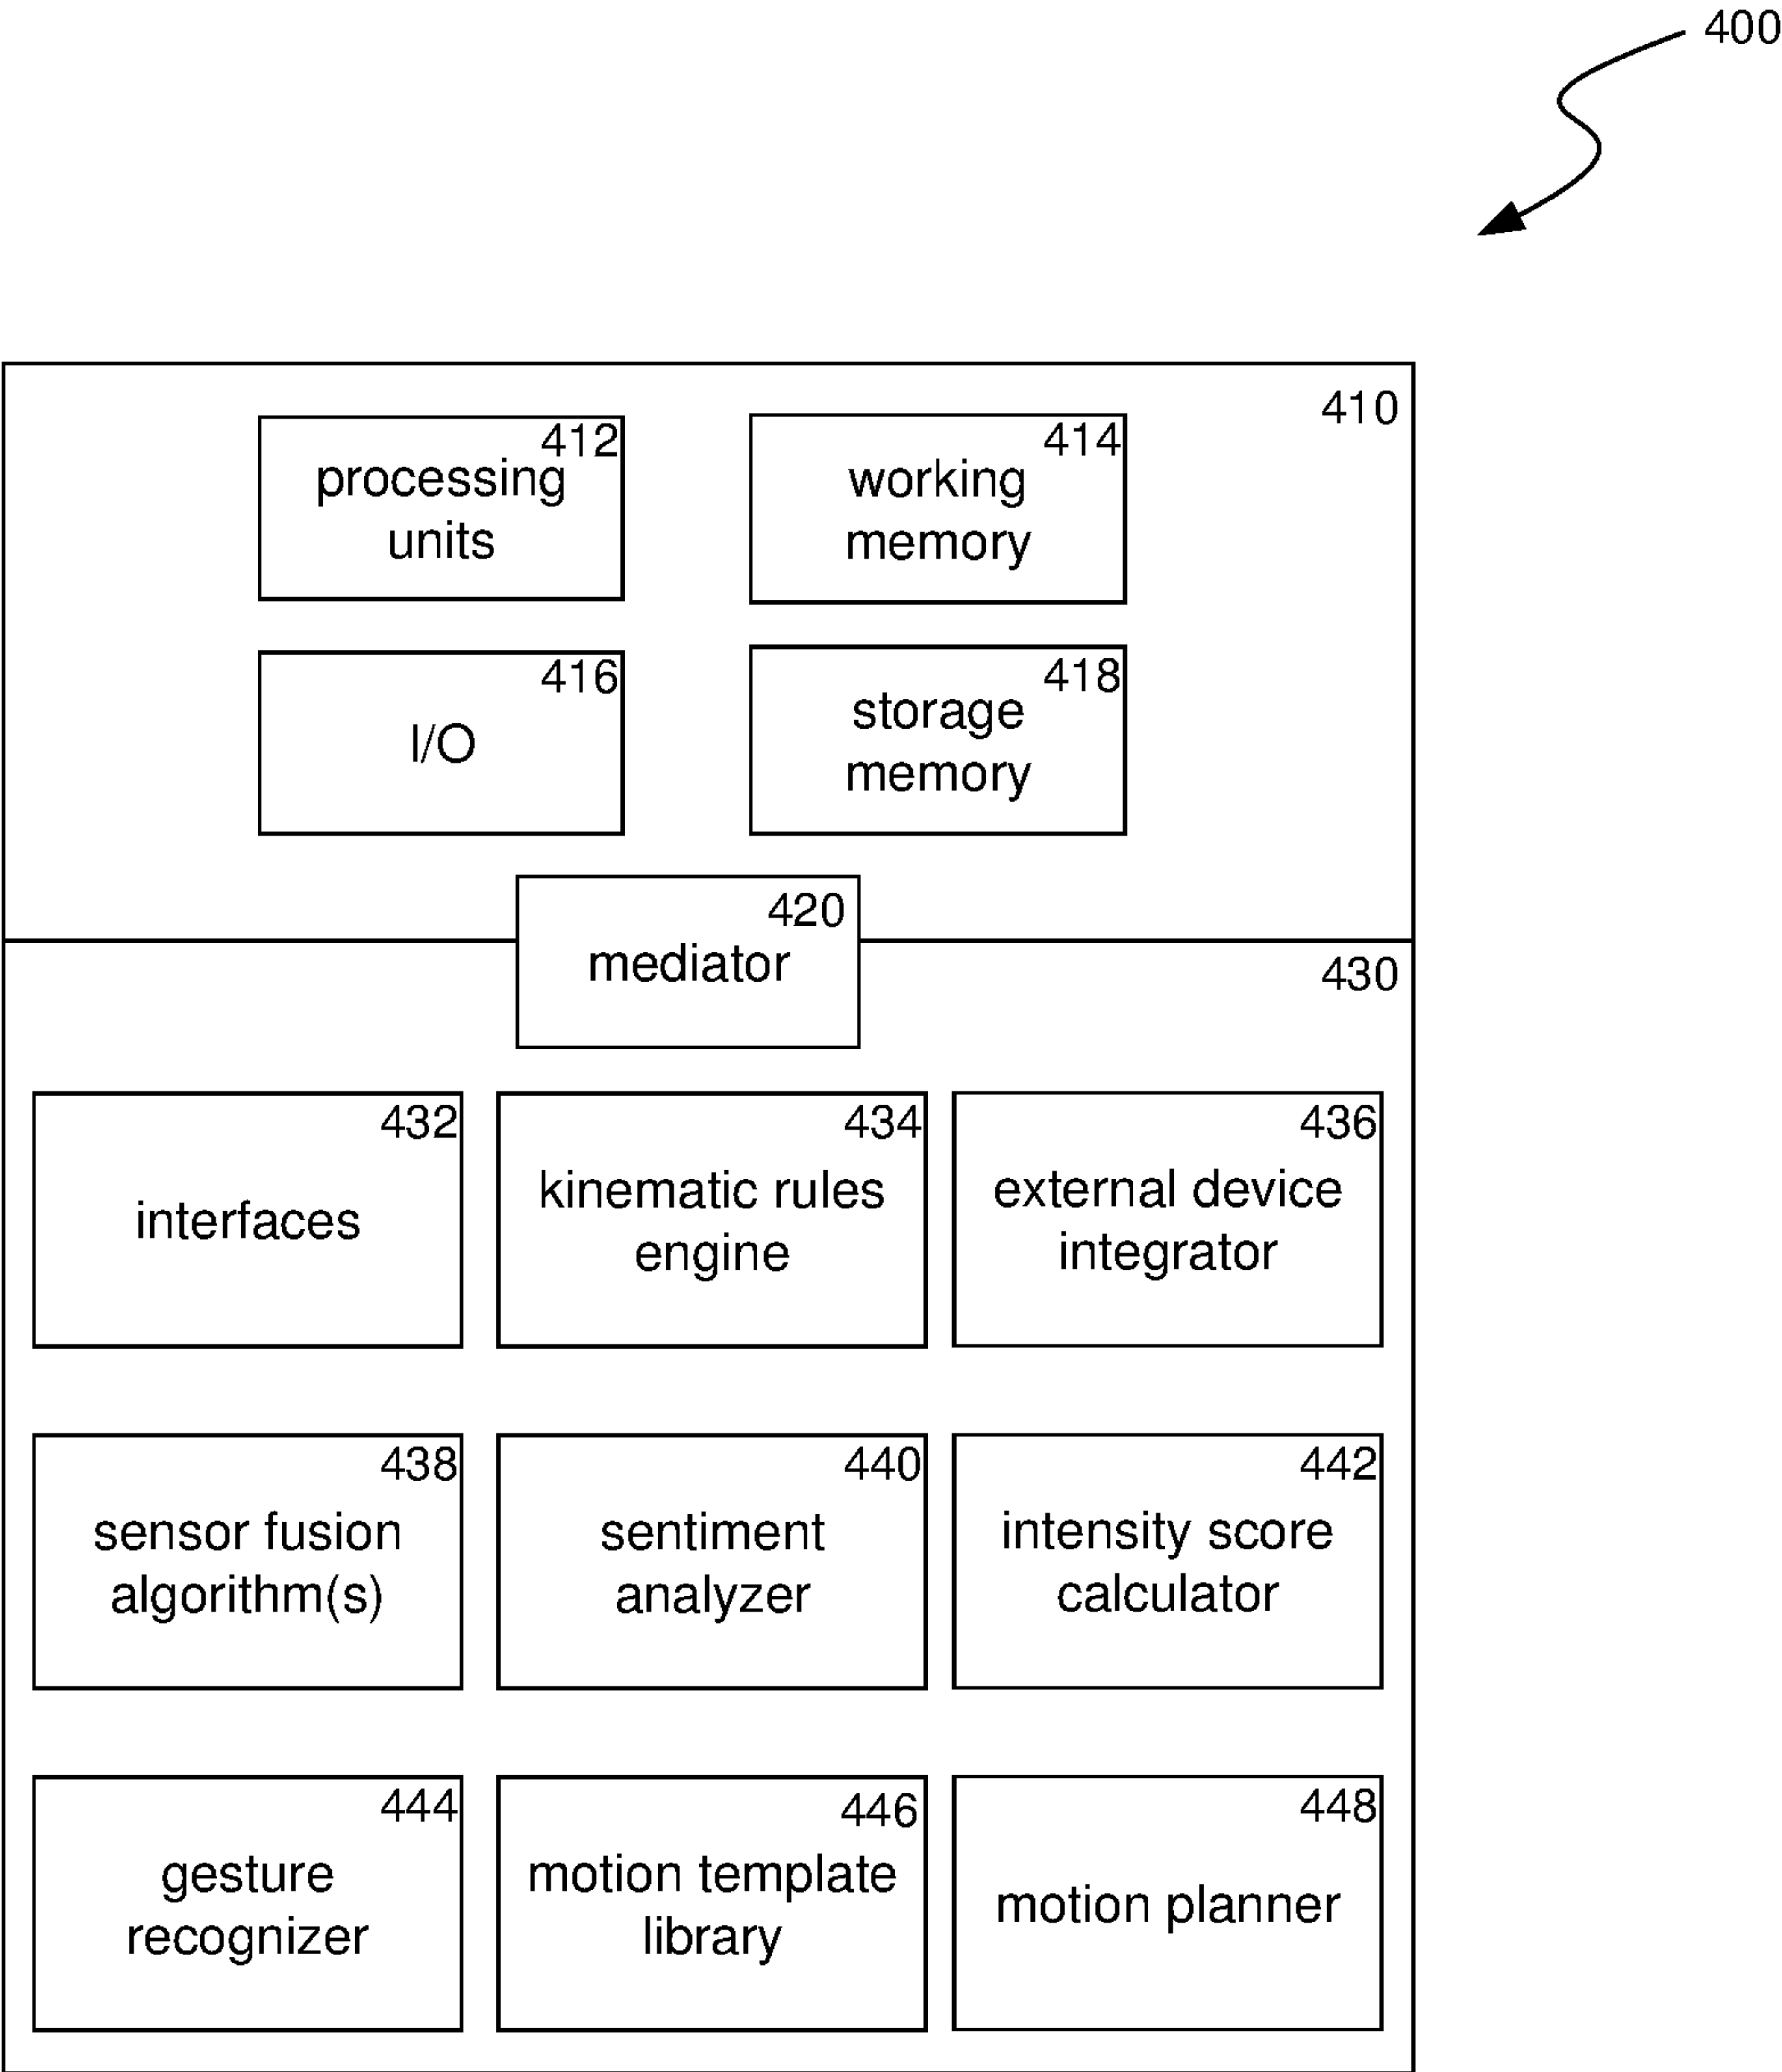 400
410
412
processing
units
414
working
memory
416
I/O
418
storage
memory
420
mediator
430
432
interfaces
434
kinematic rules
engine
436
external device
integrator
438
sensor fusion
algorithm(s)
440
sentiment
analyzer
442
intensity score
calculator
444
gesture
recognizer
446
motion template
library
448
motion planner